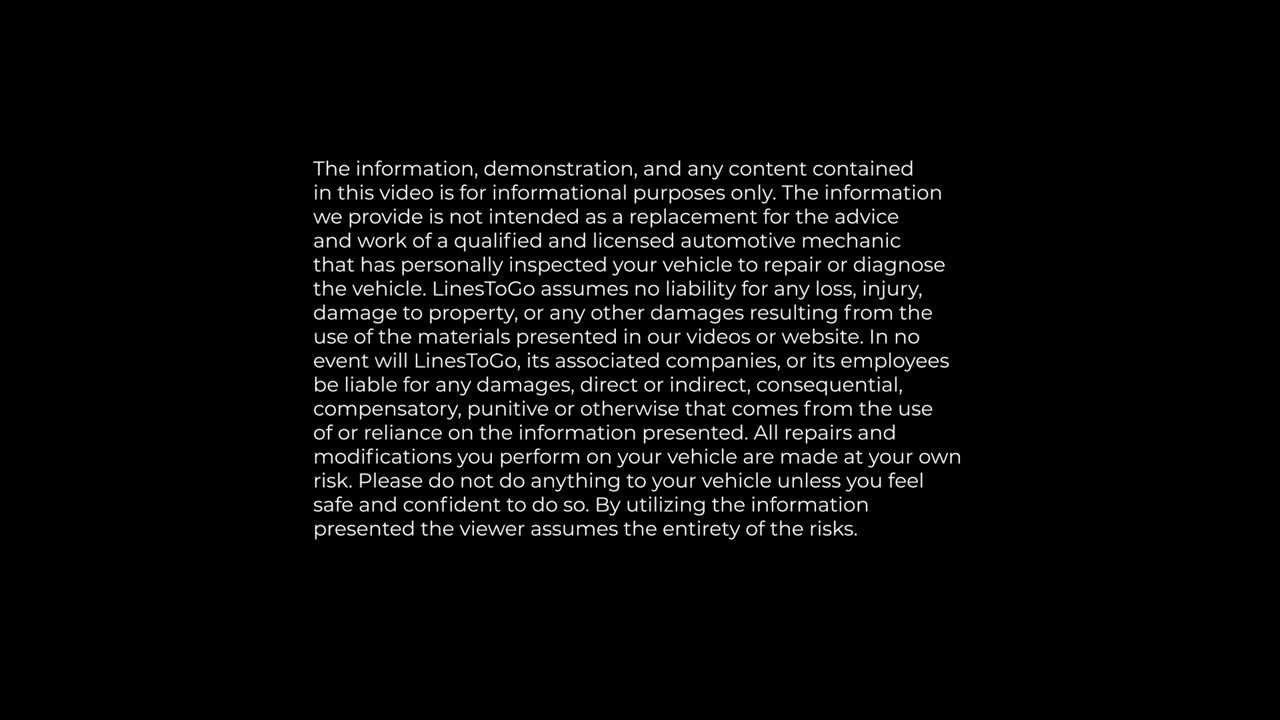 The information, demonstration, and any content contained
in this video is for informational purposes only. The information
we provide is not intended as a replacement for the advice
and work of a qualified and licensed automotive mechanic
that has personally inspected your vehicle to repair or diagnose
the vehicle. LinesToGo assumes no liability for any loss, injury,
damage to property, or any other damages resulting from the
use of the materials presented in our videos or website. In no
event will LinesToGo, its associated companies, or its employees
be liable for any damages, direct or indirect, consequential,
compensatory, punitive or otherwise that comes from the use
of or reliance on the information presented. All repairs and
modifications you perform on your vehicle are made at your own
risk. Please do not do anything to your vehicle unless you feel
safe and confident to do so. By utilizing the information
presented the viewer assumes the entirety of the risks.